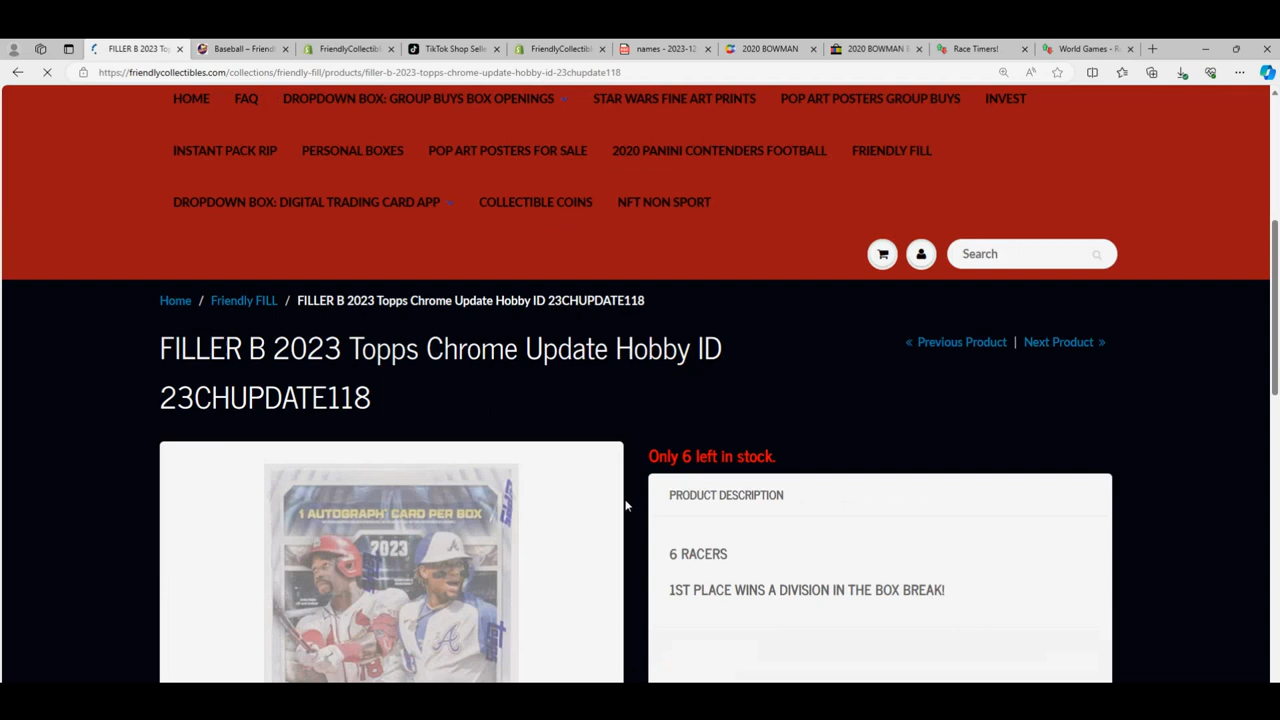 FILLER B 2023 Top
Baseball – Friend
FriendlyCollectibl
TikTok Shop Selle
FriendlyCollectibl
names - 2023-12
2020 BOWMAN
2020 BOWMAN B
Race Timers!
World Games - R
https://friendlycollectibles.com/collections/friendly-fill/products/filler-b-2023-topps-chrome-update-hobby-id-23chupdate118
HOME FAQ DROPDOWN BOX: GROUP BUYS BOX OPENINGS STAR WARS FINE ART PRINTS POP ART POSTERS GROUP BUYS INVEST
INSTANT PACK RIP PERSONAL BOXES POP ART POSTERS FOR SALE 2020 PANINI CONTENDERS FOOTBALL FRIENDLY FILL
DROPDOWN BOX: DIGITAL TRADING CARD APP COLLECTIBLE COINS NFT NON SPORT
Search
Home / Friendly FILL / FILLER B 2023 Topps Chrome Update Hobby ID 23CHUPDATE118
FILLER B 2023 Topps Chrome Update Hobby ID
23CHUPDATE118
« Previous Product | Next Product »
Only 6 left in stock.
PRODUCT DESCRIPTION
6 RACERS
1ST PLACE WINS A DIVISION IN THE BOX BREAK!
1 AUTOGRAPH CARD PER BOX
2023